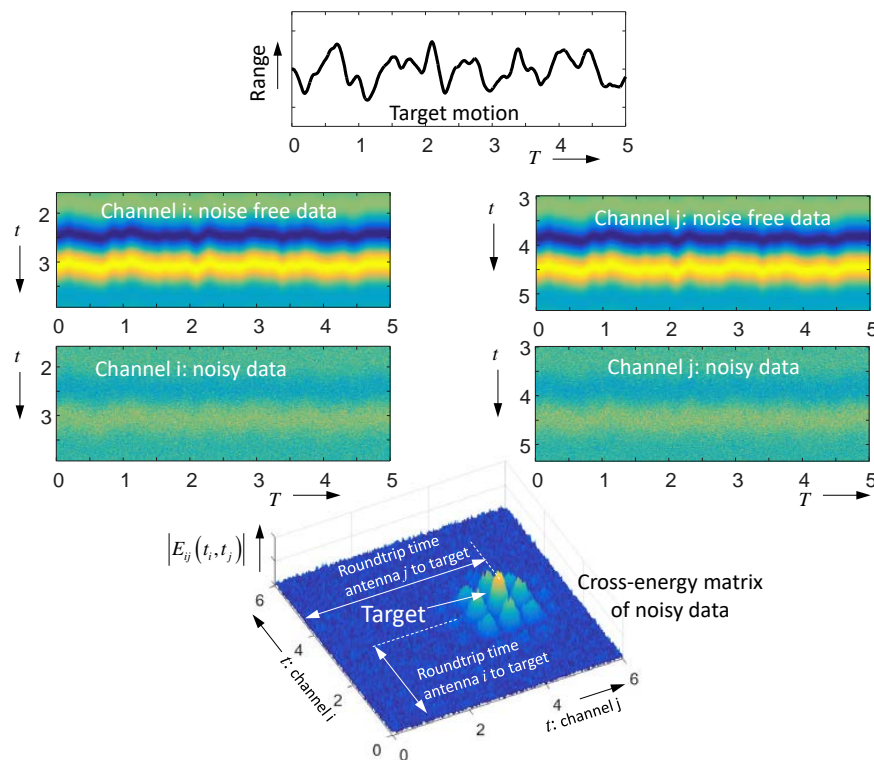 Range
Target motion
0 1 2 3 4 5
T
Channel i: noise free data
t
2
3
0 1 2 3 4 5
Channel j: noise free data
t
3
4
5
0 1 2 3 4 5
Channel i: noisy data
t
2
3
0 1 2 3 4 5
T
Channel j: noisy data
t
3
4
5
0 1 2 3 4 5
T
|E_ij(t_i, t_j)|
Roundtrip time
antenna j to target
Target
Cross-energy matrix
of noisy data
Roundtrip time
antenna i to target
t: channel i
6
4
2
0
t: channel j
0 2 4 6